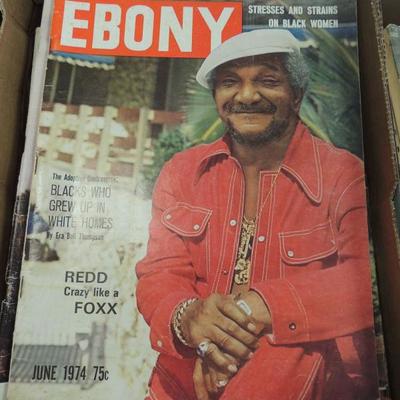 EBONY
STRESSES AND STRAINS
ON BLACK WOMEN
The Adoption Controversy:
BLACKS WHO
GREW UP IN
WHITE HOMES
By Era Bell Thompson
REDD
Crazy like a
FOXX
JUNE 1974 75¢